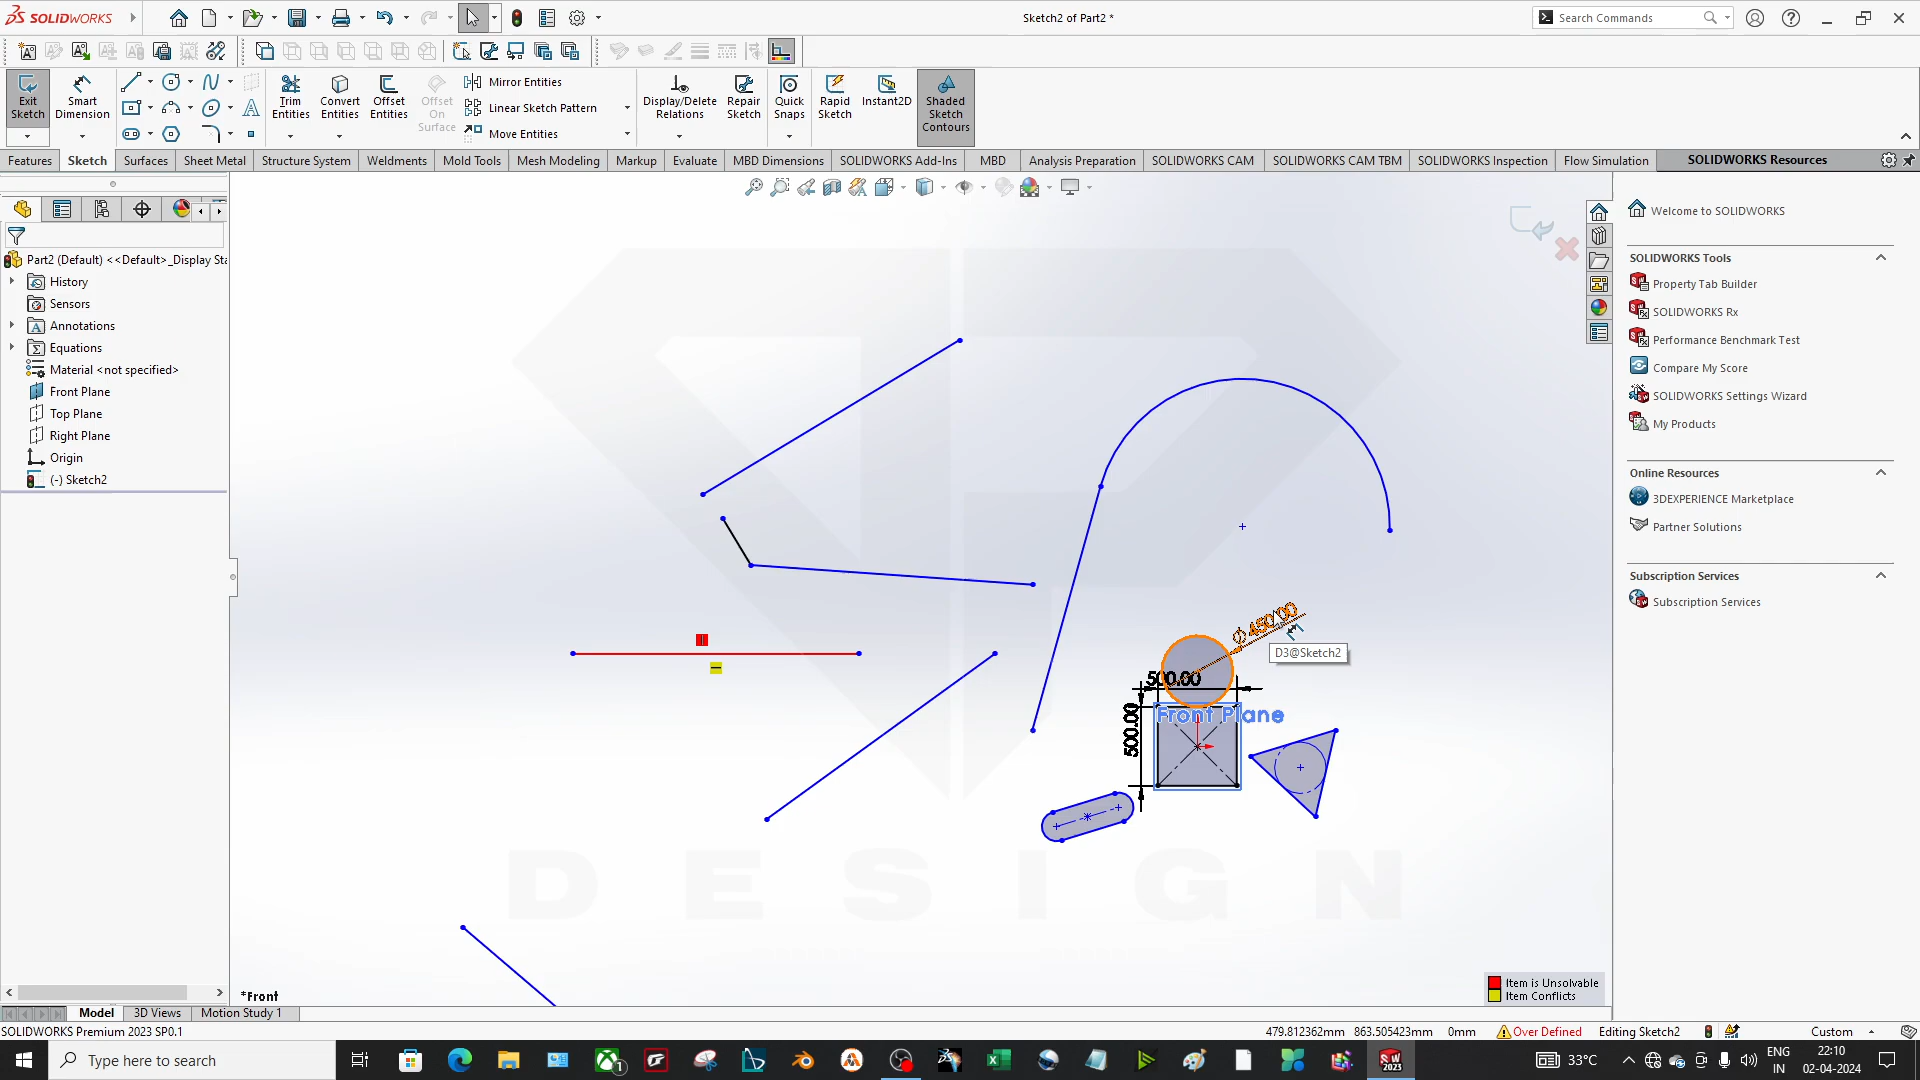 SOLIDWORKS
Sketch2 of Part2 *
Search Commands
Exit Sketch
Smart Dimension
Trim Entities
Convert Entities
Offset Entities
Offset On Surface
Mirror Entities
Linear Sketch Pattern
Move Entities
Display/Delete Relations
Repair Sketch
Quick Snaps
Rapid Sketch
Instant2D
Shaded Sketch Contours
Features
Sketch
Surfaces
Sheet Metal
Structure System
Weldments
Mold Tools
Mesh Modeling
Markup
Evaluate
MBD Dimensions
SOLIDWORKS Add-Ins
MBD
Analysis Preparation
SOLIDWORKS CAM
SOLIDWORKS CAM TBM
SOLIDWORKS Inspection
Flow Simulation
SOLIDWORKS Resources
Part2 (Default) <<Default>_Display Sta
History
Sensors
Annotations
Equations
Material <not specified>
Front Plane
Top Plane
Right Plane
Origin
(-) Sketch2
Welcome to SOLIDWORKS
SOLIDWORKS Tools
Property Tab Builder
SOLIDWORKS Rx
Performance Benchmark Test
Compare My Score
SOLIDWORKS Settings Wizard
My Products
Online Resources
3DEXPERIENCE Marketplace
Partner Solutions
Subscription Services
Subscription Services
∅ 450.00
D3@Sketch2
500.00
Front Plane
500.00
DESIGN
*Front
Item is Unsolvable
Item Conflicts
Model
3D Views
Motion Study 1
SOLIDWORKS Premium 2023 SP0.1
479.812362mm 863.505423mm 0mm
Over Defined
Editing Sketch2
Custom
Type here to search
33°C
ENG
IN
22:10
02-04-2024